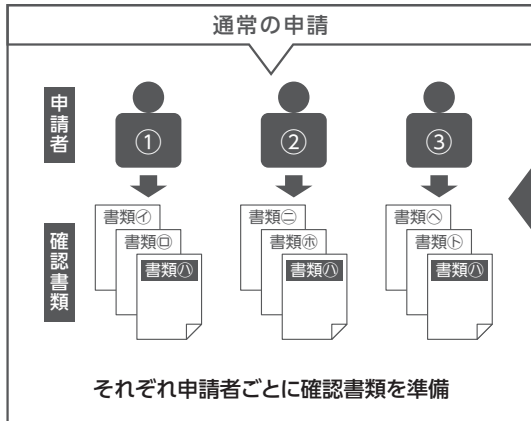 通常の申請
申請者
① ② ③
確認書類
書類㋑ 書類㋥ 書類㋬
書類㋺ 書類㋭ 書類㋣
書類㋩ 書類㋩ 書類㋩
それぞれ申請者ごとに確認書類を準備